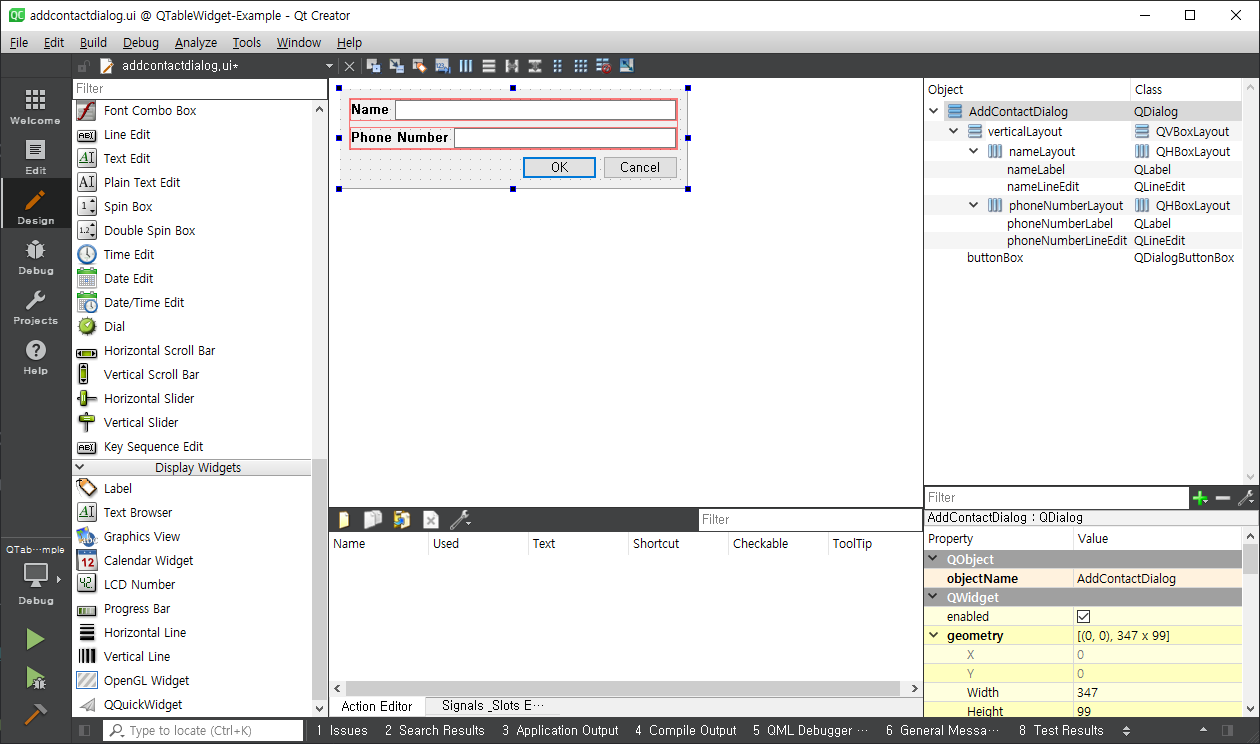 addcontactdialog.ui @ QTableWidget-Example - Qt Creator
File Edit Build Debug Analyze Tools Window Help
addcontactdialog.ui*
Welcome
Edit
Design
Debug
Projects
Help
QTab···mple
Debug
Filter
Font Combo Box
Line Edit
Text Edit
Plain Text Edit
Spin Box
Double Spin Box
Time Edit
Date Edit
Date/Time Edit
Dial
Horizontal Scroll Bar
Vertical Scroll Bar
Horizontal Slider
Vertical Slider
Key Sequence Edit
Display Widgets
Label
Text Browser
Graphics View
Calendar Widget
LCD Number
Progress Bar
Horizontal Line
Vertical Line
OpenGL Widget
QQuickWidget
Name
Phone Number
OK Cancel
Filter
Name Used Text Shortcut Checkable ToolTip
Action Editor Signals _Slots E···
Object Class
AddContactDialog QDialog
verticalLayout QVBoxLayout
nameLayout QHBoxLayout
nameLabel QLabel
nameLineEdit QLineEdit
phoneNumberLayout QHBoxLayout
phoneNumberLabel QLabel
phoneNumberLineEdit QLineEdit
buttonBox QDialogButtonBox
Filter
AddContactDialog : QDialog
Property Value
QObject
objectName AddContactDialog
QWidget
enabled
geometry [(0, 0), 347 x 99]
X 0
Y 0
Width 347
Height 99
Type to locate (Ctrl+K) 1 Issues 2 Search Results 3 Application Output 4 Compile Output 5 QML Debugger ··· 6 General Messa··· 8 Test Results